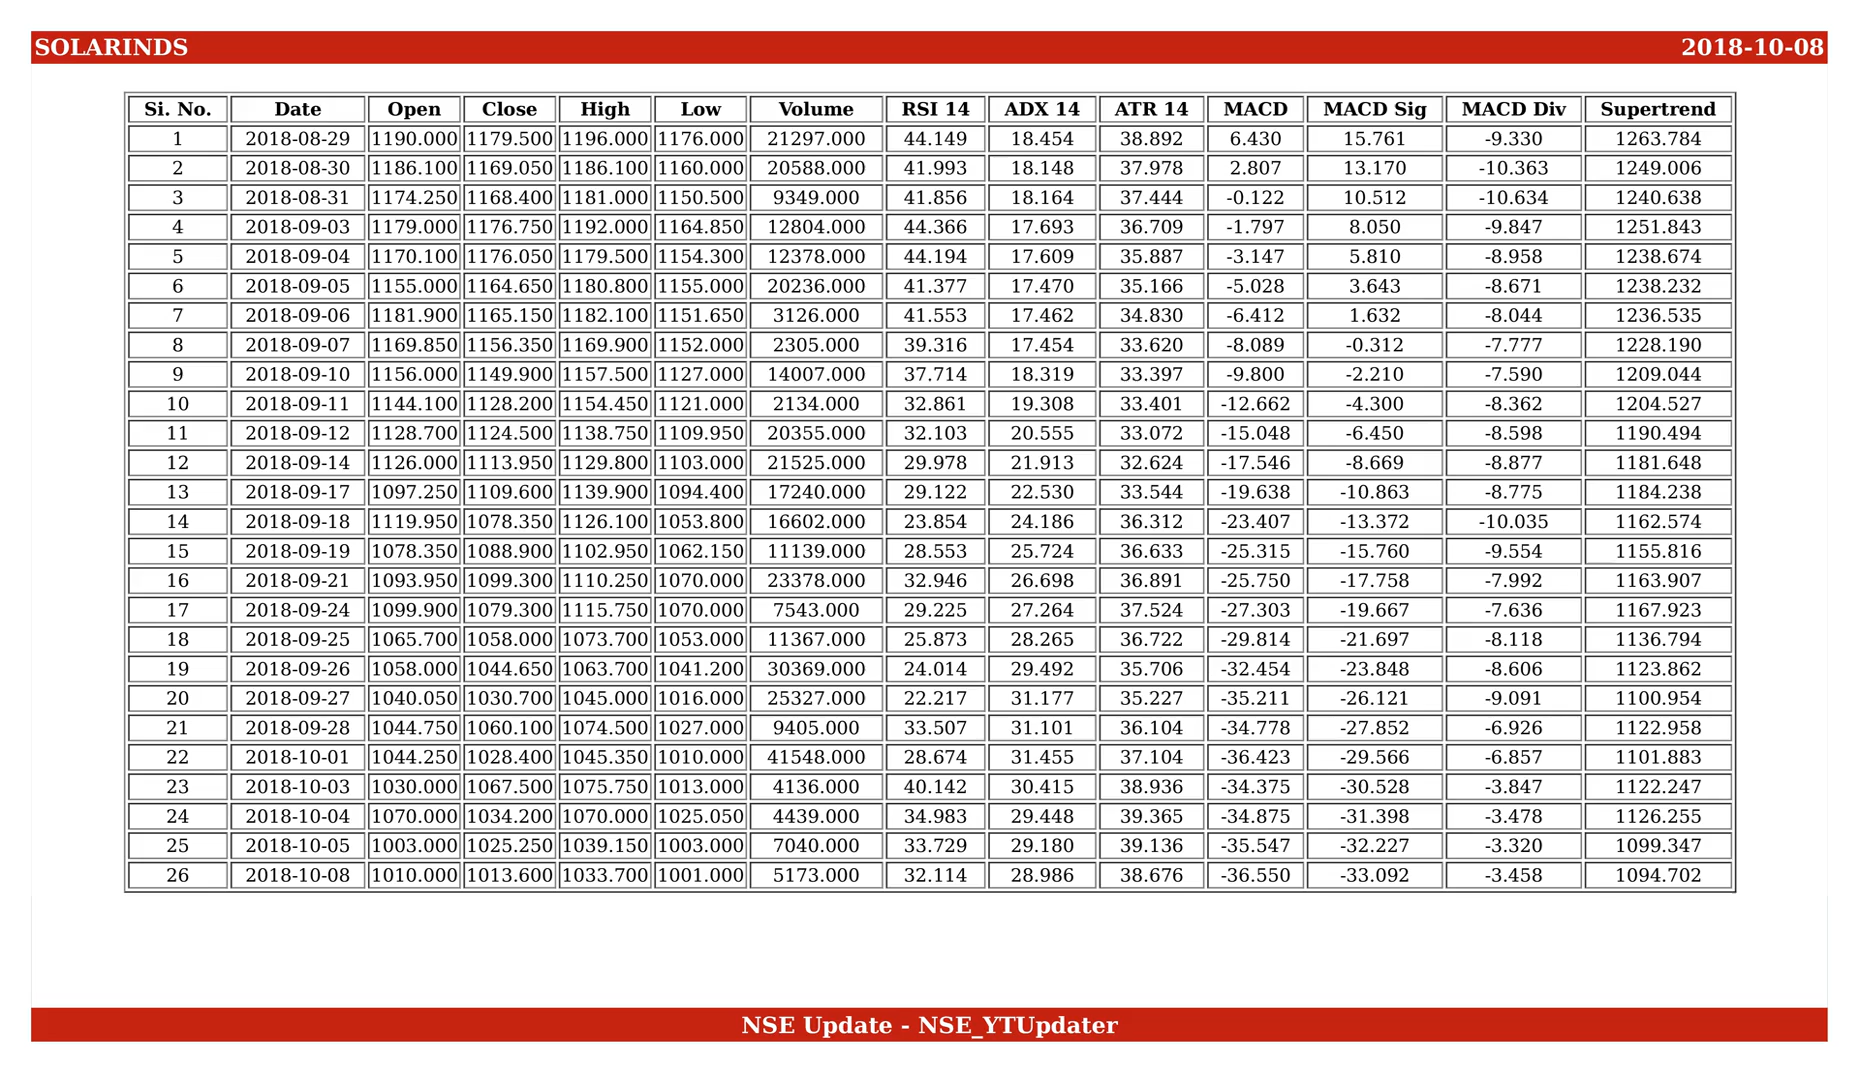 SOLARINDS 2018-10-08
Si. No. Date Open Close High Low Volume RSI 14 ADX 14 ATR 14 MACD MACD Sig MACD Div Supertrend
1 2018-08-29 1190.000 1179.500 1196.000 1176.000 21297.000 44.149 18.454 38.892 6.430 15.761 -9.330 1263.784
2 2018-08-30 1186.100 1169.050 1186.100 1160.000 20588.000 41.993 18.148 37.978 2.807 13.170 -10.363 1249.006
3 2018-08-31 1174.250 1168.400 1181.000 1150.500 9349.000 41.856 18.164 37.444 -0.122 10.512 -10.634 1240.638
4 2018-09-03 1179.000 1176.750 1192.000 1164.850 12804.000 44.366 17.693 36.709 -1.797 8.050 -9.847 1251.843
5 2018-09-04 1170.100 1176.050 1179.500 1154.300 12378.000 44.194 17.609 35.887 -3.147 5.810 -8.958 1238.674
6 2018-09-05 1155.000 1164.650 1180.800 1155.000 20236.000 41.377 17.470 35.166 -5.028 3.643 -8.671 1238.232
7 2018-09-06 1181.900 1165.150 1182.100 1151.650 3126.000 41.553 17.462 34.830 -6.412 1.632 -8.044 1236.535
8 2018-09-07 1169.850 1156.350 1169.900 1152.000 2305.000 39.316 17.454 33.620 -8.089 -0.312 -7.777 1228.190
9 2018-09-10 1156.000 1149.900 1157.500 1127.000 14007.000 37.714 18.319 33.397 -9.800 -2.210 -7.590 1209.044
10 2018-09-11 1144.100 1128.200 1154.450 1121.000 2134.000 32.861 19.308 33.401 -12.662 -4.300 -8.362 1204.527
11 2018-09-12 1128.700 1124.500 1138.750 1109.950 20355.000 32.103 20.555 33.072 -15.048 -6.450 -8.598 1190.494
12 2018-09-14 1126.000 1113.950 1129.800 1103.000 21525.000 29.978 21.913 32.624 -17.546 -8.669 -8.877 1181.648
13 2018-09-17 1097.250 1109.600 1139.900 1094.400 17240.000 29.122 22.530 33.544 -19.638 -10.863 -8.775 1184.238
14 2018-09-18 1119.950 1078.350 1126.100 1053.800 16602.000 23.854 24.186 36.312 -23.407 -13.372 -10.035 1162.574
15 2018-09-19 1078.350 1088.900 1102.950 1062.150 11139.000 28.553 25.724 36.633 -25.315 -15.760 -9.554 1155.816
16 2018-09-21 1093.950 1099.300 1110.250 1070.000 23378.000 32.946 26.698 36.891 -25.750 -17.758 -7.992 1163.907
17 2018-09-24 1099.900 1079.300 1115.750 1070.000 7543.000 29.225 27.264 37.524 -27.303 -19.667 -7.636 1167.923
18 2018-09-25 1065.700 1058.000 1073.700 1053.000 11367.000 25.873 28.265 36.722 -29.814 -21.697 -8.118 1136.794
19 2018-09-26 1058.000 1044.650 1063.700 1041.200 30369.000 24.014 29.492 35.706 -32.454 -23.848 -8.606 1123.862
20 2018-09-27 1040.050 1030.700 1045.000 1016.000 25327.000 22.217 31.177 35.227 -35.211 -26.121 -9.091 1100.954
21 2018-09-28 1044.750 1060.100 1074.500 1027.000 9405.000 33.507 31.101 36.104 -34.778 -27.852 -6.926 1122.958
22 2018-10-01 1044.250 1028.400 1045.350 1010.000 41548.000 28.674 31.455 37.104 -36.423 -29.566 -6.857 1101.883
23 2018-10-03 1030.000 1067.500 1075.750 1013.000 4136.000 40.142 30.415 38.936 -34.375 -30.528 -3.847 1122.247
24 2018-10-04 1070.000 1034.200 1070.000 1025.050 4439.000 34.983 29.448 39.365 -34.875 -31.398 -3.478 1126.255
25 2018-10-05 1003.000 1025.250 1039.150 1003.000 7040.000 33.729 29.180 39.136 -35.547 -32.227 -3.320 1099.347
26 2018-10-08 1010.000 1013.600 1033.700 1001.000 5173.000 32.114 28.986 38.676 -36.550 -33.092 -3.458 1094.702
NSE Update - NSE_YTUpdater